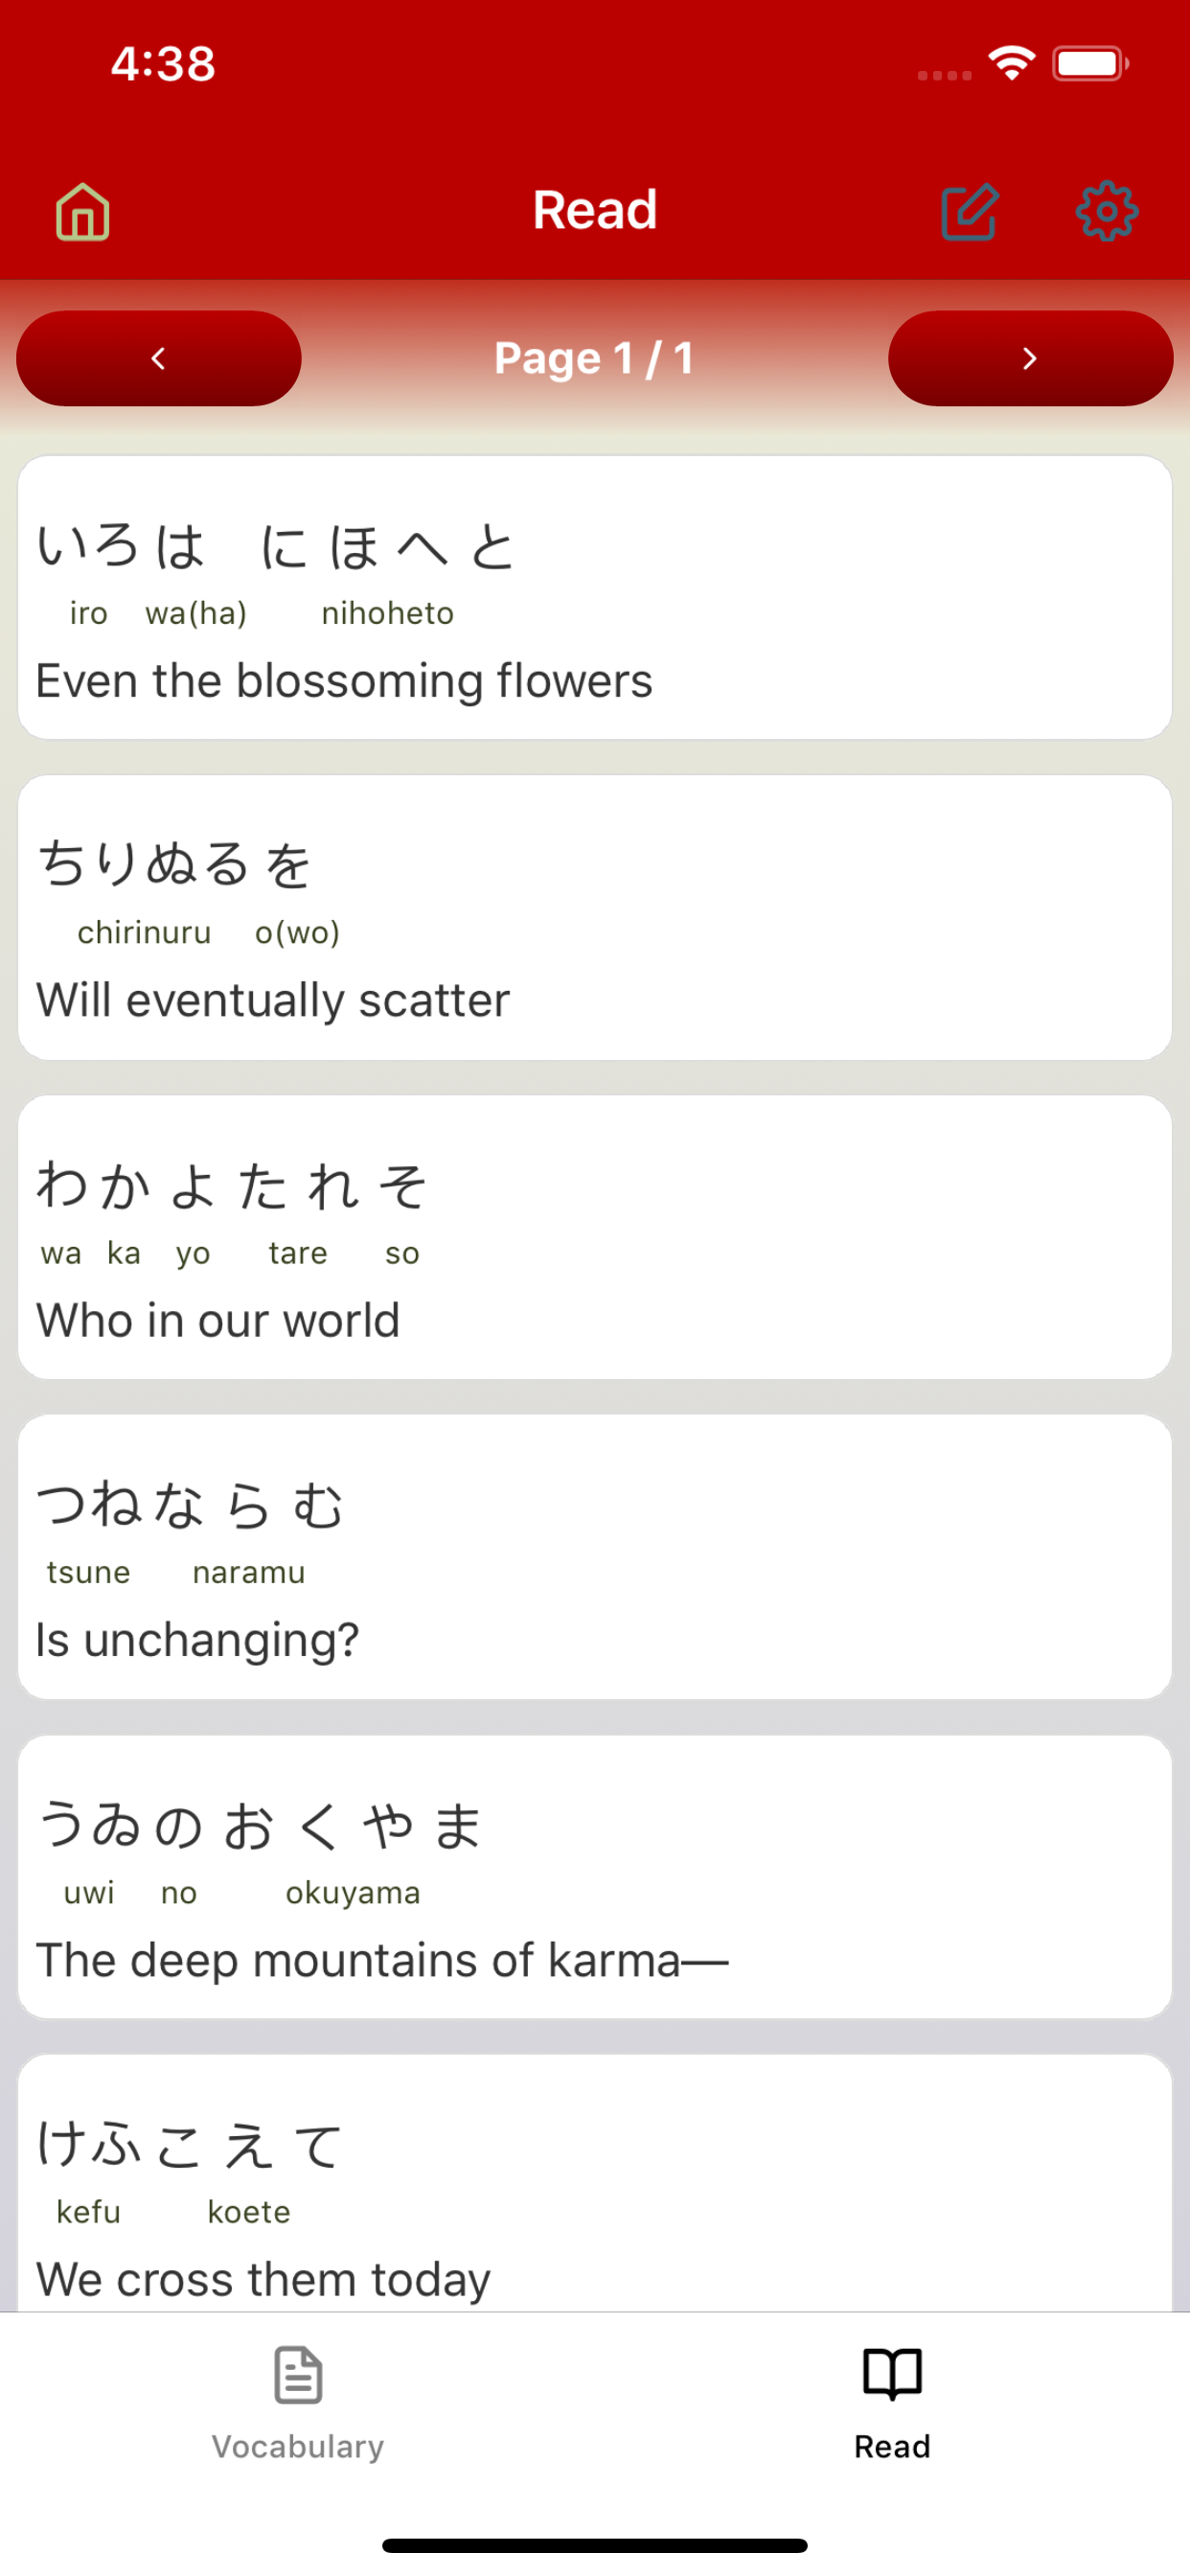 4:38
Read
Page 1 / 1
いろは にほへと
iro wa(ha) nihoheto
Even the blossoming flowers
ちりぬるを
chirinuru o(wo)
Will eventually scatter
わかよたれそ
wa ka yo tare so
Who in our world
つねならむ
tsune naramu
Is unchanging?
うゐのおくやま
uwi no okuyama
The deep mountains of karma—
けふこえて
kefu koete
We cross them today
Vocabulary
Read